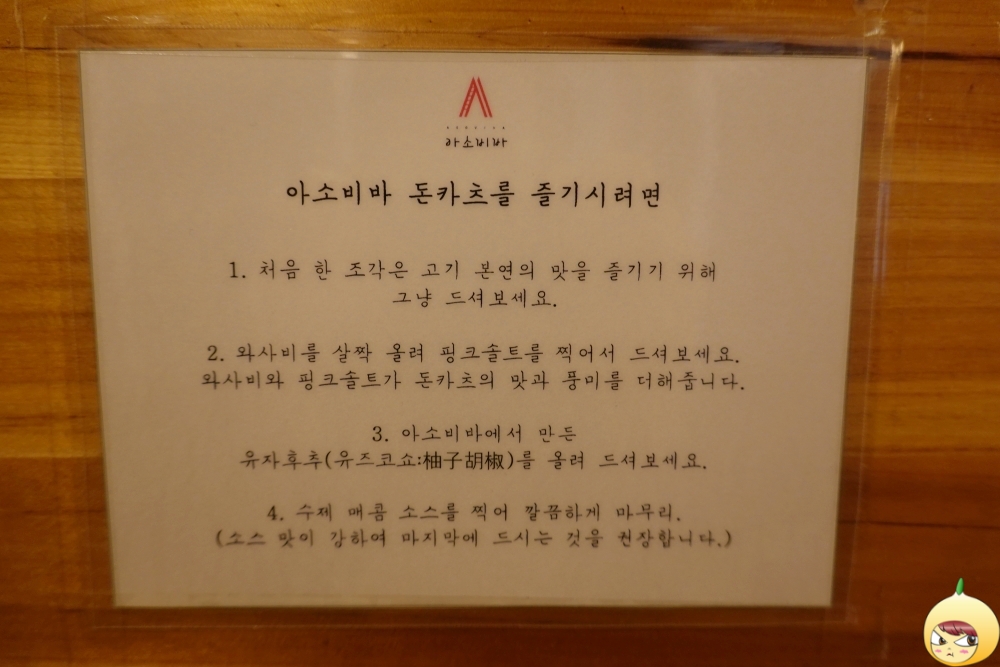 아소비바
아소비바 돈카츠를 즐기시려면
1. 처음 한 조각은 고기 본연의 맛을 즐기기 위해
그냥 드셔보세요.
2. 와사비를 살짝 올려 핑크솔트를 찍어서 드셔보세요.
와사비와 핑크솔트가 돈카츠의 맛과 풍미를 더해줍니다.
3. 아소비바에서 만든
유자후추(유즈코쇼:柚子胡椒)를 올려 드셔보세요.
4. 수제 매콤 소스를 찍어 깔끔하게 마무리.
(소스 맛이 강하여 마지막에 드시는 것을 권장합니다.)